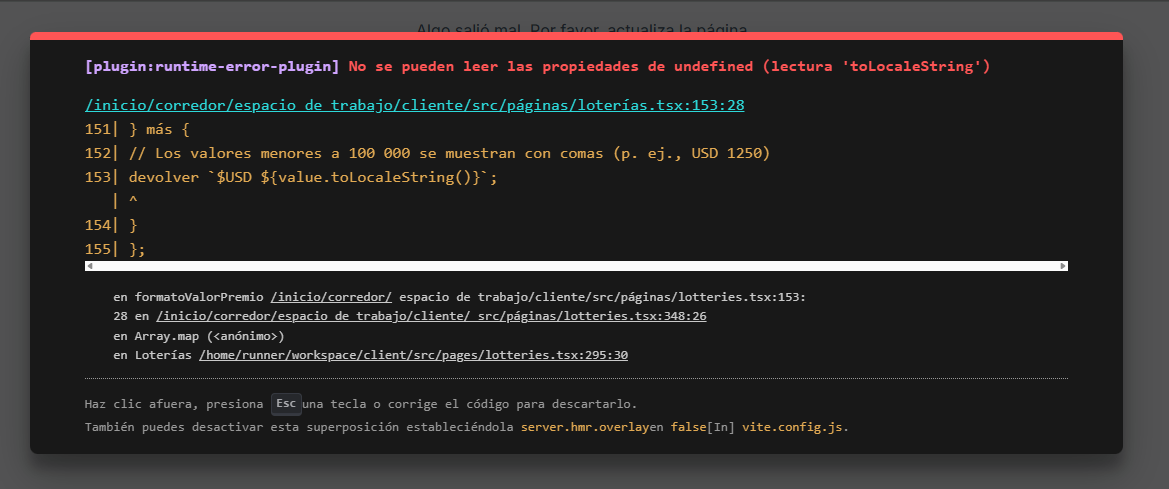 Algo salió mal. Por favor, actualiza la página.
[plugin:runtime-error-plugin] No se pueden leer las propiedades de undefined (lectura 'toLocaleString')
/inicio/corredor/espacio de trabajo/cliente/src/páginas/loterías.tsx:153:28
151| } más {
152| // Los valores menores a 100 000 se muestran con comas (p. ej., USD 1250)
153| devolver `$USD ${value.toLocaleString()}`;
| ^
154| }
155| };
en formatoValorPremio /inicio/corredor/ espacio de trabajo/cliente/src/páginas/lotteries.tsx:153:
28 en /inicio/corredor/espacio de trabajo/cliente/ src/páginas/lotteries.tsx:348:26
en Array.map (<anónimo>)
en Loterías /home/runner/workspace/client/src/pages/lotteries.tsx:295:30
Haz clic afuera, presiona Esc una tecla o corrige el código para descartarlo.
También puedes desactivar esta superposición estableciéndola server.hmr.overlayen false[In] vite.config.js.